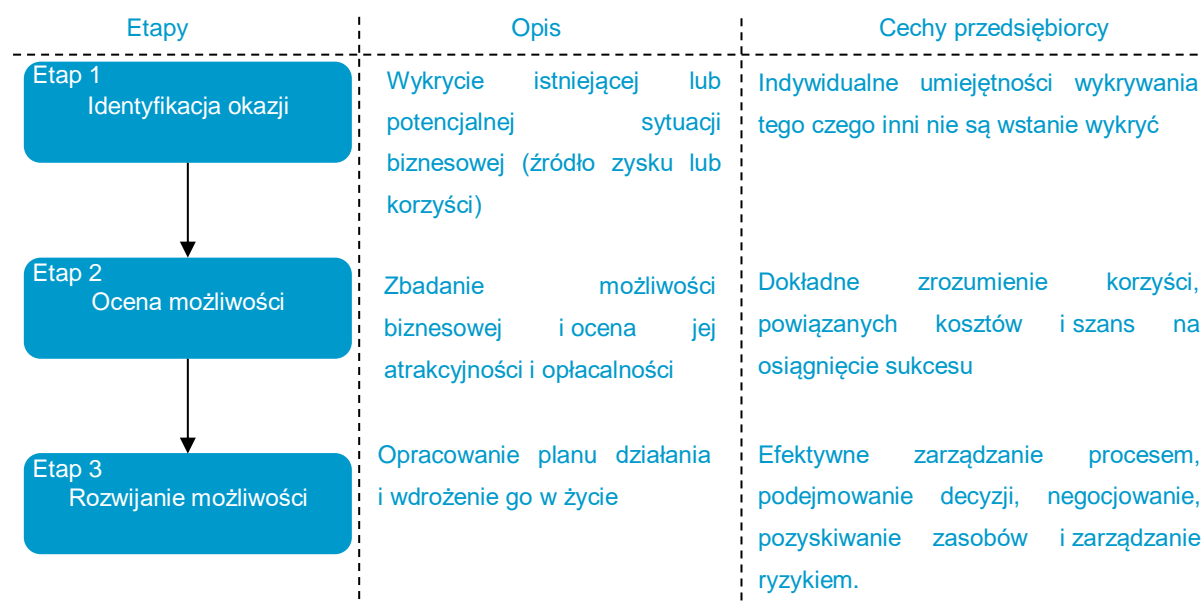 Etapy
Opis
Cechy przedsiębiorcy
Etap 1
Identyfikacja okazji
Wykrycie istniejącej lub
potencjalnej sytuacji
biznesowej (źródło zysku lub
korzyści)
Indywidualne umiejętności wykrywania
tego czego inni nie są wstanie wykryć
Etap 2
Ocena możliwości
Zbadanie możliwości
biznesowej i ocena jej
atrakcyjności i opłacalności
Dokładne zrozumienie korzyści,
powiązanych kosztów i szans na
osiągnięcie sukcesu
Etap 3
Rozwijanie możliwości
Opracowanie planu działania
i wdrożenie go w życie
Efektywne zarządzanie procesem,
podejmowanie decyzji, negocjowanie,
pozyskiwanie zasobów i zarządzanie
ryzykiem.